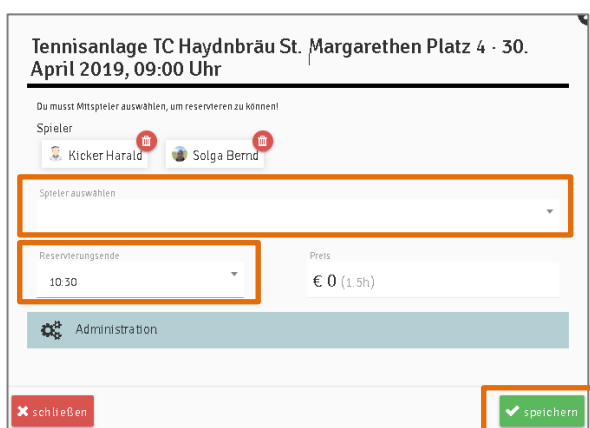 Tennisanlage TC Haydnbräu St. Margarethen Platz 4 - 30.
April 2019, 09:00 Uhr
Du musst Mitspieler auswählen, um reservieren zu können!
Spieler
Kicker Harald Solga Bernd
Spieler auswählen
Reservierungsende Preis
10:30 € 0 (1.5h)
Administration
schließen speichern